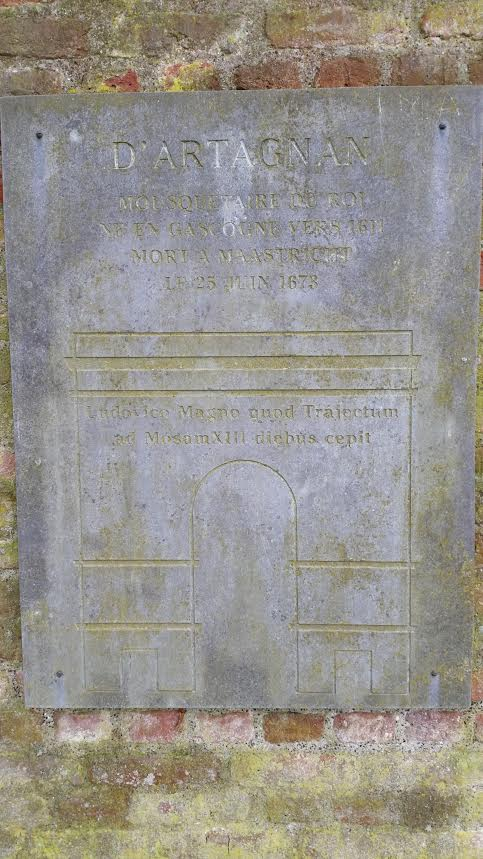 D'ARTAGNAN
MOUSQUETAIRE DU ROI
NE EN GASCOGNE VERS 1611
MORT A MAASTRICHT
LE 25 JUIN 1673
Ludovico Magno quod Trajectum
ad MosamXIII diebus cepit